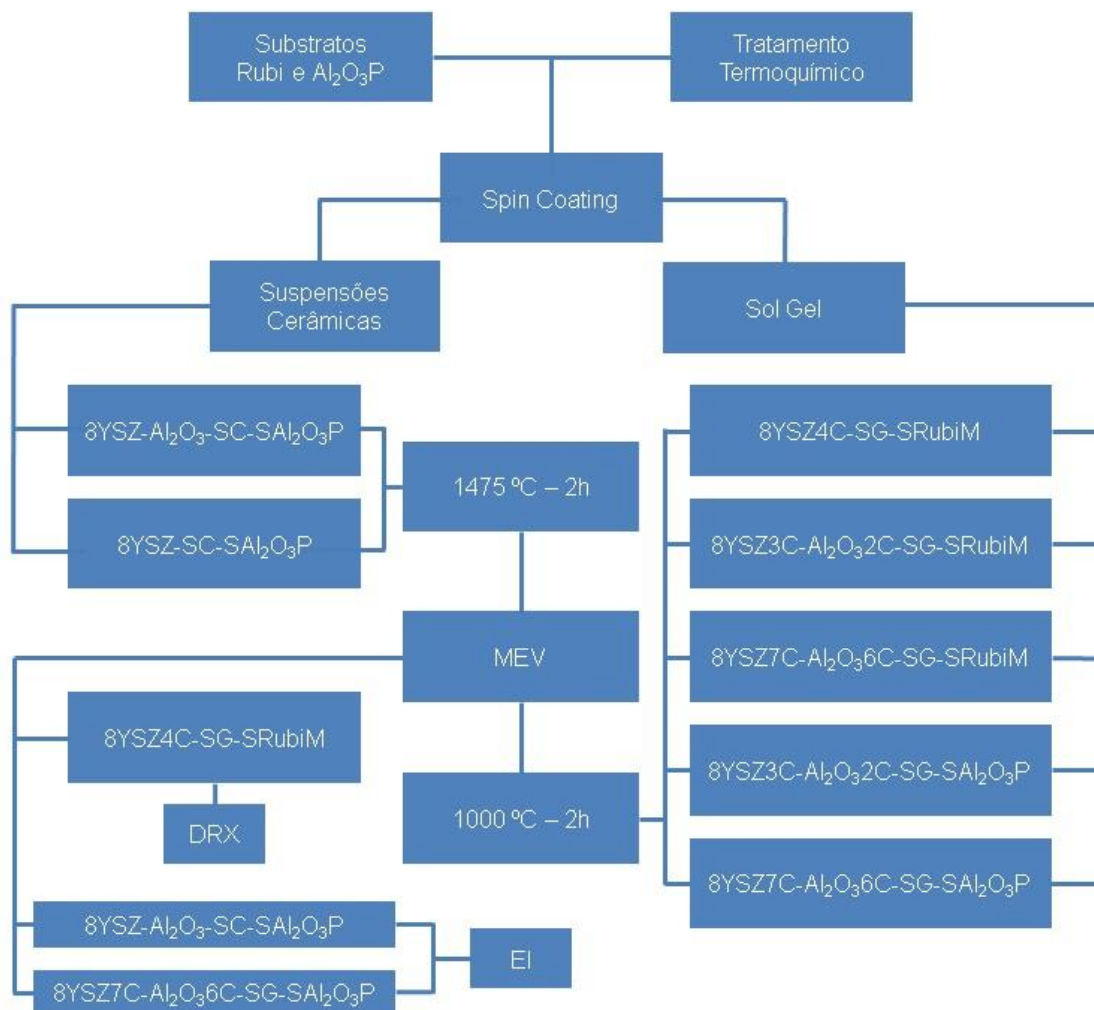 Substratos
Rubi e Al₂O₃P
Tratamento
Termoquímico
Spin Coating
Suspensões
Cerâmicas
Sol Gel
8YSZ-Al₂O₃-SC-SAl₂O₃P
8YSZ-SC-SAl₂O₃P
1475 ºC – 2h
MEV
1000 ºC – 2h
8YSZ4C-SG-SRubiM
8YSZ3C-Al₂O₃2C-SG-SRubiM
8YSZ7C-Al₂O₃6C-SG-SRubiM
8YSZ3C-Al₂O₃2C-SG-SAl₂O₃P
8YSZ7C-Al₂O₃6C-SG-SAl₂O₃P
8YSZ4C-SG-SRubiM
DRX
8YSZ-Al₂O₃-SC-SAl₂O₃P
8YSZ7C-Al₂O₃6C-SG-SAl₂O₃P
EI